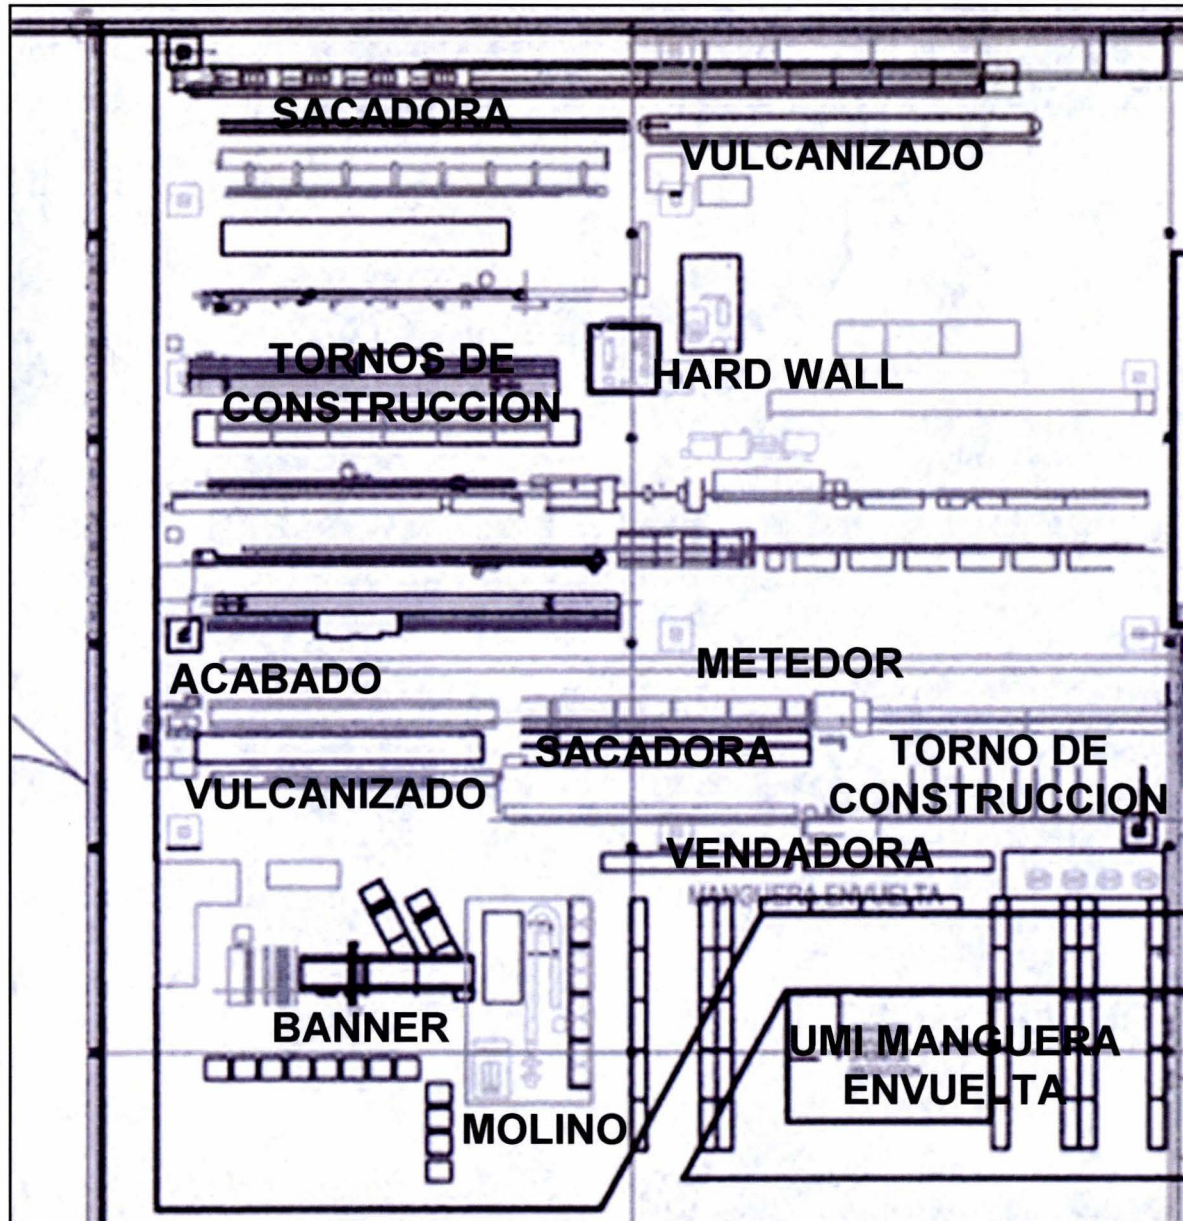 SACADORA
VULCANIZADO
TORNOS DE
CONSTRUCCION
HARD WALL
METEDOR
ACABADO
SACADORA
TORNO DE
CONSTRUCCION
VULCANIZADO
VENDADORA
MANGUERA ENVUELTA
BANNER
UMI MANGUERA
ENVUELTA
MOLINO